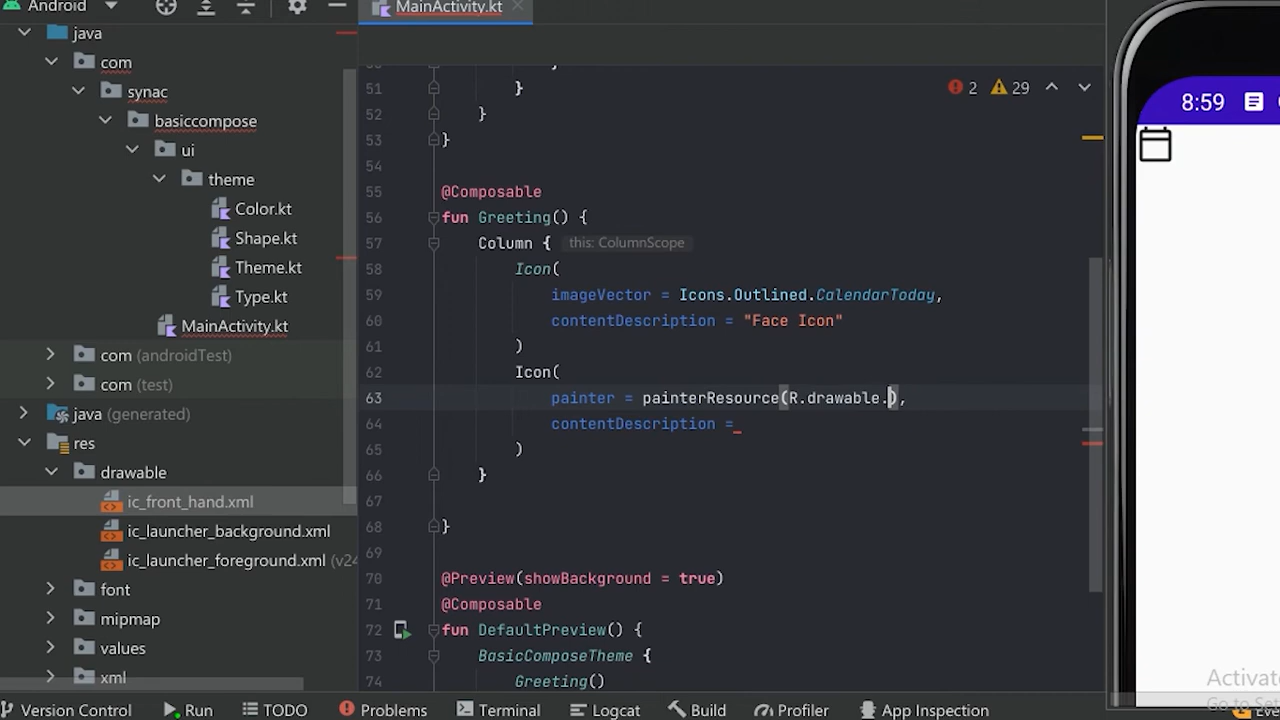 Android
MainActivity.kt
java
com
synac
basiccompose
ui
theme
Color.kt
Shape.kt
Theme.kt
Type.kt
MainActivity.kt
com (androidTest)
com (test)
java (generated)
res
drawable
ic_front_hand.xml
ic_launcher_background.xml
ic_launcher_foreground.xml (v24
font
mipmap
values
xml
2 29
51 }
52 }
53 }
54
55 @Composable
56 fun Greeting() {
57 Column { this: ColumnScope
58 Icon(
59 imageVector = Icons.Outlined.CalendarToday,
60 contentDescription = "Face Icon"
61 )
62 Icon(
63 painter = painterResource(R.drawable.),
64 contentDescription =
65 )
66 }
67
68 }
69
70 @Preview(showBackground = true)
71 @Composable
72 fun DefaultPreview() {
73 BasicComposeTheme {
74 Greeting()
8:59
Version Control Run TODO Problems Logcat Build Profiler App